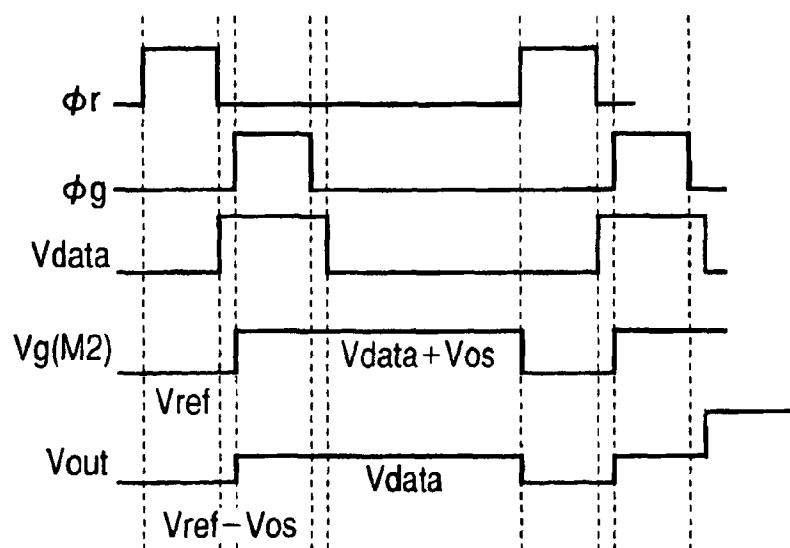 ϕr
ϕg
Vdata
Vg(M2)
Vdata+Vos
Vref
Vout
Vdata
Vref−Vos